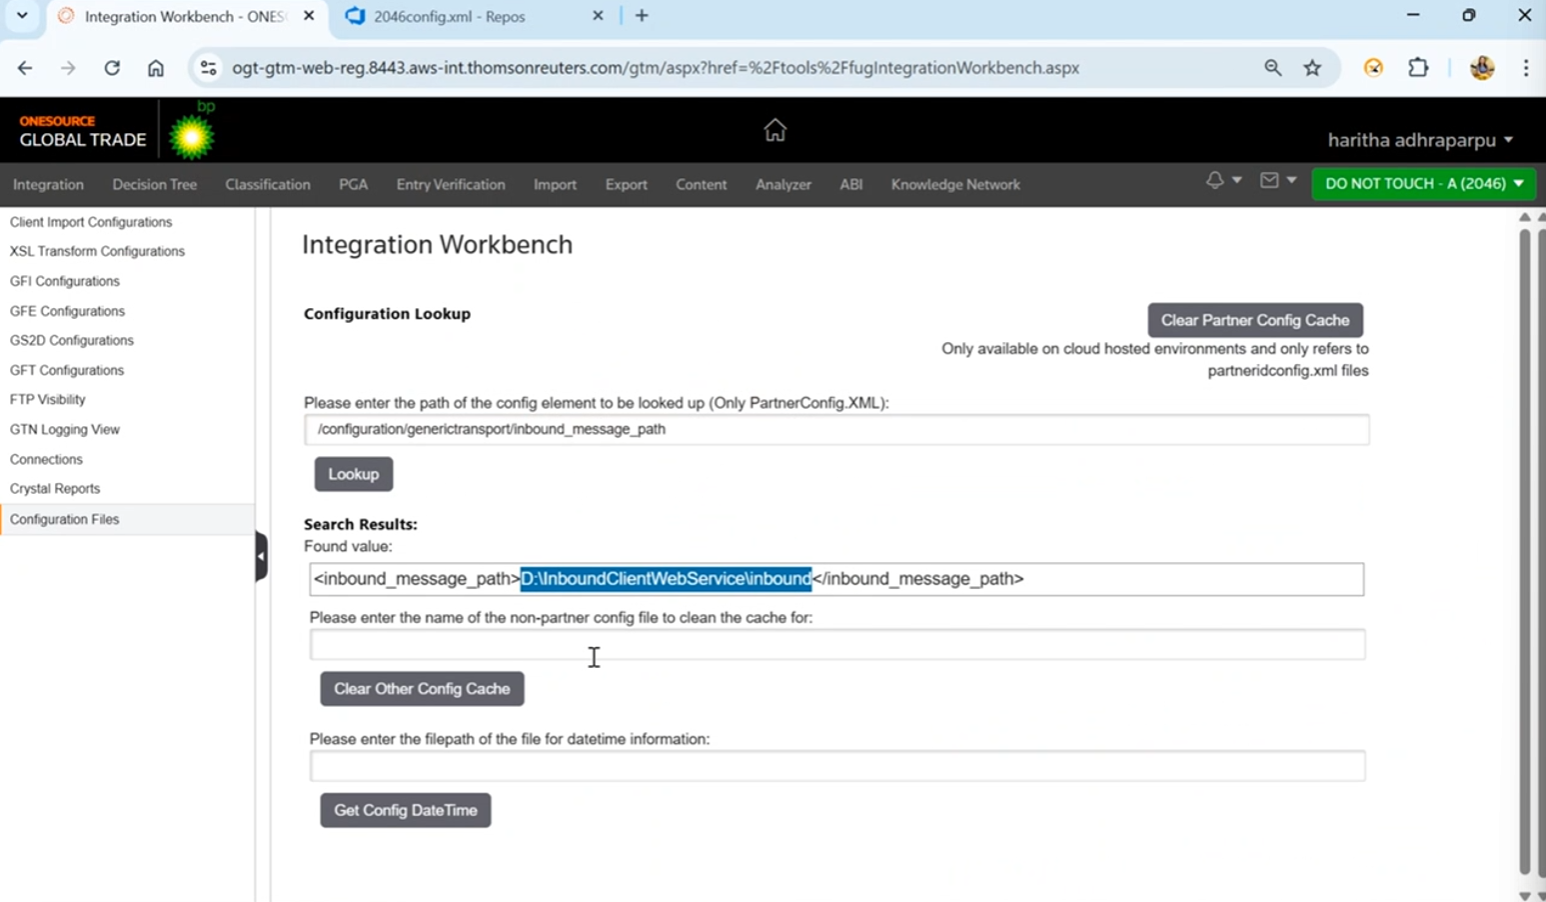 Integration Workbench - ONES
2046config.xml - Repos
ogt-gtm-web-reg.8443.aws-int.thomsonreuters.com/gtm/aspx?href=%2Ftools%2FfugIntegrationWorkbench.aspx
ONESOURCE
GLOBAL TRADE
bp
haritha adhraparpu
Integration Decision Tree Classification PGA Entry Verification Import Export Content Analyzer ABI Knowledge Network
DO NOT TOUCH - A (2046)
Client Import Configurations
XSL Transform Configurations
GFI Configurations
GFE Configurations
GS2D Configurations
GFT Configurations
FTP Visibility
GTN Logging View
Connections
Crystal Reports
Configuration Files
Integration Workbench
Configuration Lookup
Clear Partner Config Cache
Only available on cloud hosted environments and only refers to
partneridconfig.xml files
Please enter the path of the config element to be looked up (Only PartnerConfig.XML):
/configuration/generictransport/inbound_message_path
Lookup
Search Results:
Found value:
<inbound_message_path>D:\InboundClientWebService\inbound</inbound_message_path>
Please enter the name of the non-partner config file to clean the cache for:
Clear Other Config Cache
Please enter the filepath of the file for datetime information:
Get Config DateTime